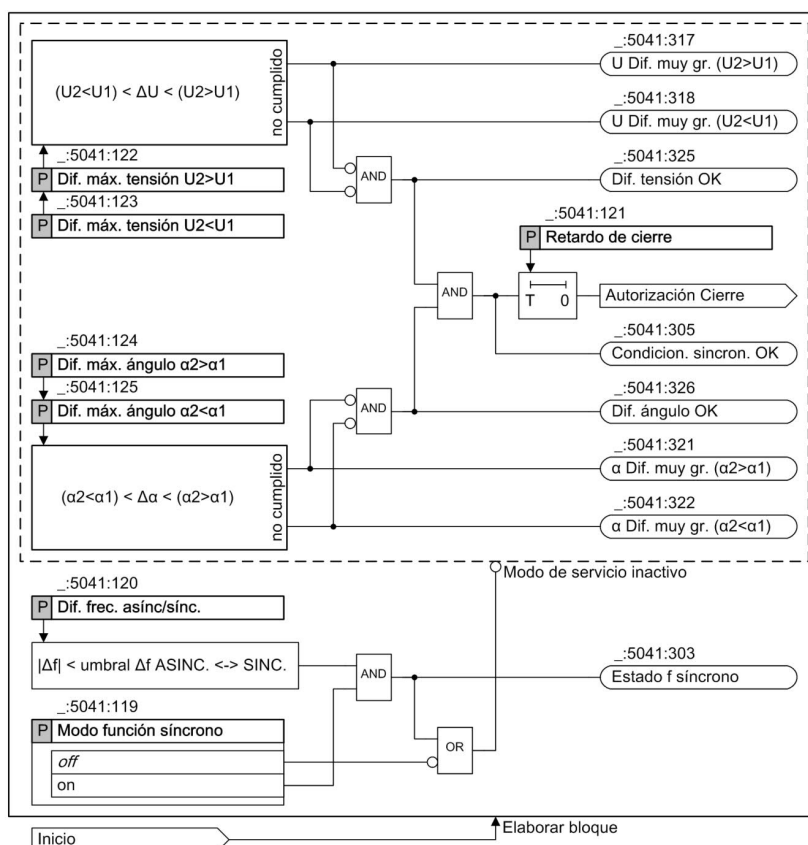 _:5041:317
U Dif. muy gr. (U2>U1)
(U2<U1) < ΔU < (U2>U1)
no cumplido
_:5041:318
U Dif. muy gr. (U2<U1)
_:5041:122
P Dif. máx. tensión U2>U1
_:5041:123
P Dif. máx. tensión U2<U1
AND
_:5041:325
Dif. tensión OK
_:5041:121
P Retardo de cierre
AND
T 0
Autorización Cierre
_:5041:305
Condicion. sincron. OK
_:5041:124
P Dif. máx. ángulo α2>α1
_:5041:125
P Dif. máx. ángulo α2<α1
AND
_:5041:326
Dif. ángulo OK
_:5041:321
α Dif. muy gr. (α2>α1)
(α2<α1) < Δα < (α2>α1)
no cumplido
_:5041:322
α Dif. muy gr. (α2<α1)
Modo de servicio inactivo
_:5041:120
P Dif. frec. asínc/sínc.
|Δf| < umbral Δf ASINC. <-> SINC.
AND
_:5041:303
Estado f síncrono
_:5041:119
P Modo función síncrono
off
on
OR
Elaborar bloque
Inicio